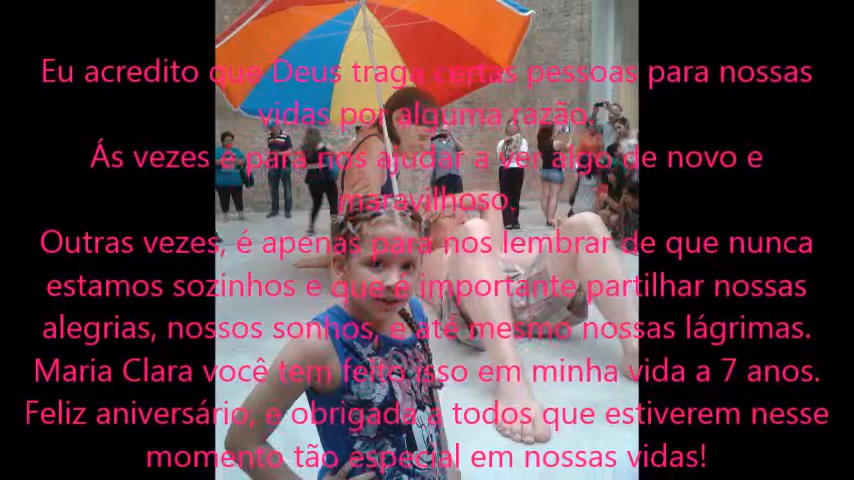 Eu acredito que Deus traga certas pessoas para nossas
vidas por alguma razão.
Ás vezes é para nos ajudar a ver algo de novo e
maravilhoso.
Outras vezes, é apenas para nos lembrar de que nunca
estamos sozinhos e que é importante partilhar nossas
alegrias, nossos sonhos, e até mesmo nossas lágrimas.
Maria Clara você tem feito isso em minha vida a 7 anos.
Feliz aniversário, e obrigada a todos que estiverem nesse
momento tão especial em nossas vidas!